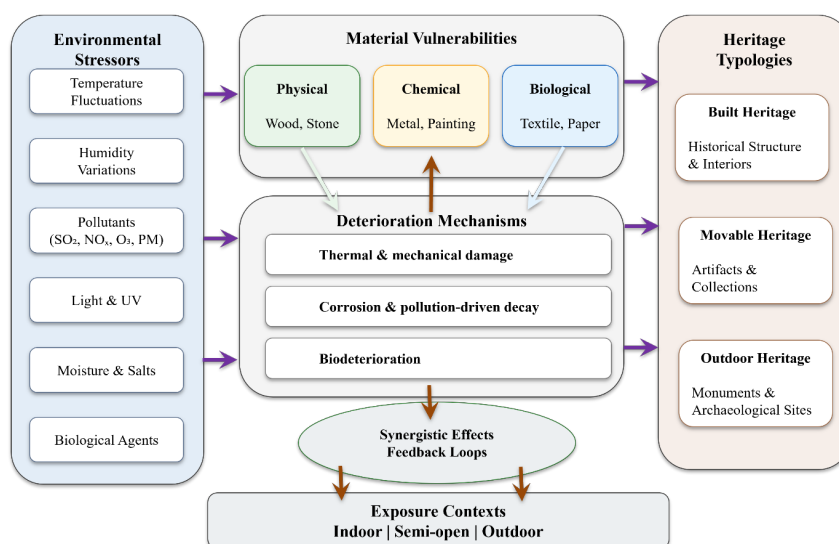 Environmental
Stressors
Temperature
Fluctuations
Humidity
Variations
Pollutants
(SO₂, NOₓ, O₃, PM)
Light & UV
Moisture & Salts
Biological Agents
Material Vulnerabilities
Physical
Wood, Stone
Chemical
Metal, Painting
Biological
Textile, Paper
Deterioration Mechanisms
Thermal & mechanical damage
Corrosion & pollution-driven decay
Biodeterioration
Synergistic Effects
Feedback Loops
Exposure Contexts
Indoor | Semi-open | Outdoor
Heritage
Typologies
Built Heritage
Historical Structure
& Interiors
Movable Heritage
Artifacts &
Collections
Outdoor Heritage
Monuments &
Archaeological Sites